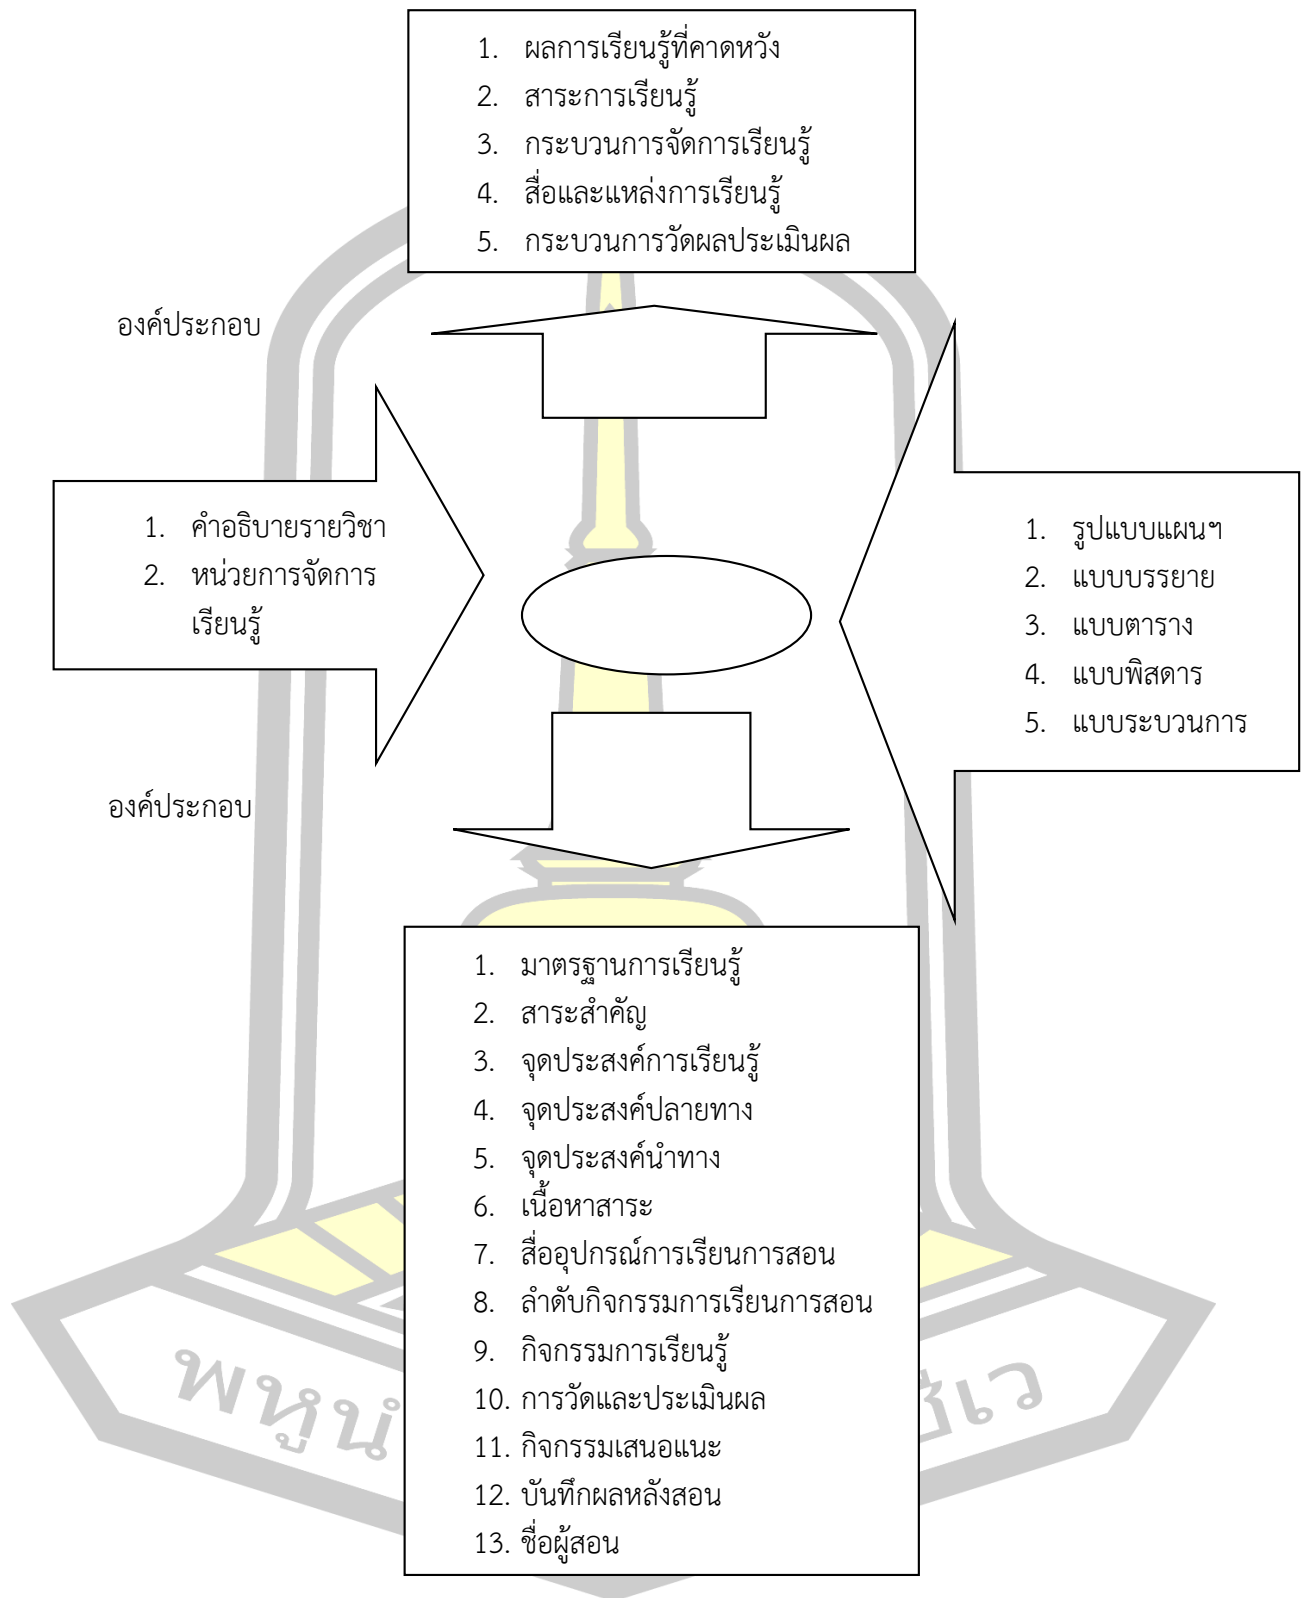 1. ผลการเรียนรู้ที่คาดหวัง
2. สาระการเรียนรู้
3. กระบวนการจัดการเรียนรู้
4. สื่อและแหล่งการเรียนรู้
5. กระบวนการวัดผลประเมินผล
องค์ประกอบ
1. คำอธิบายรายวิชา
2. หน่วยการจัดการ
เรียนรู้
1. รูปแบบแผนฯ
2. แบบบรรยาย
3. แบบตาราง
4. แบบพิสดาร
5. แบบระบวนการ
องค์ประกอบ
1. มาตรฐานการเรียนรู้
2. สาระสำคัญ
3. จุดประสงค์การเรียนรู้
4. จุดประสงค์ปลายทาง
5. จุดประสงค์นำทาง
6. เนื้อหาสาระ
7. สื่ออุปกรณ์การเรียนการสอน
8. ลำดับกิจกรรมการเรียนการสอน
9. กิจกรรมการเรียนรู้
10. การวัดและประเมินผล
11. กิจกรรมเสนอแนะ
12. บันทึกผลหลังสอน
13. ชื่อผู้สอน
พหูนํ
ชีเว